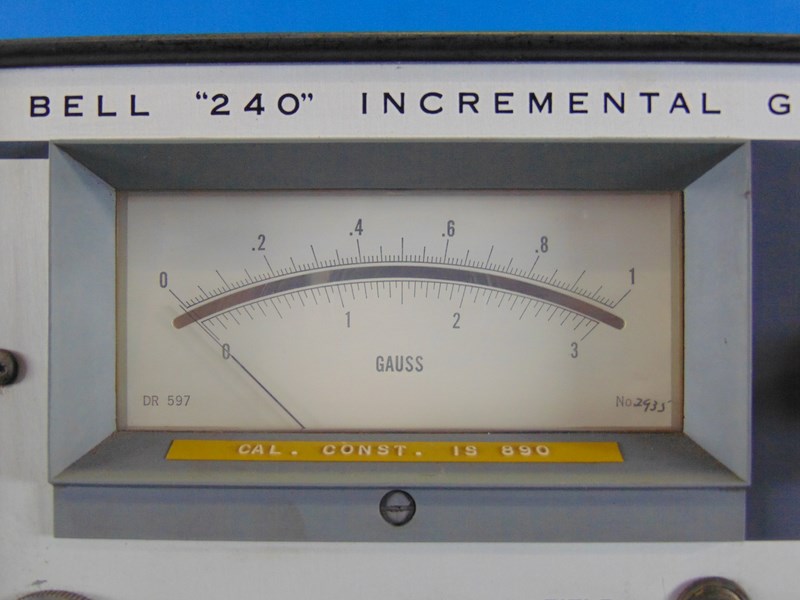 BELL "240" INCREMENTAL G
0 .2 .4 .6 .8 1
0 1 2 3
GAUSS
DR 597 No 2935
CAL. CONST. IS 890